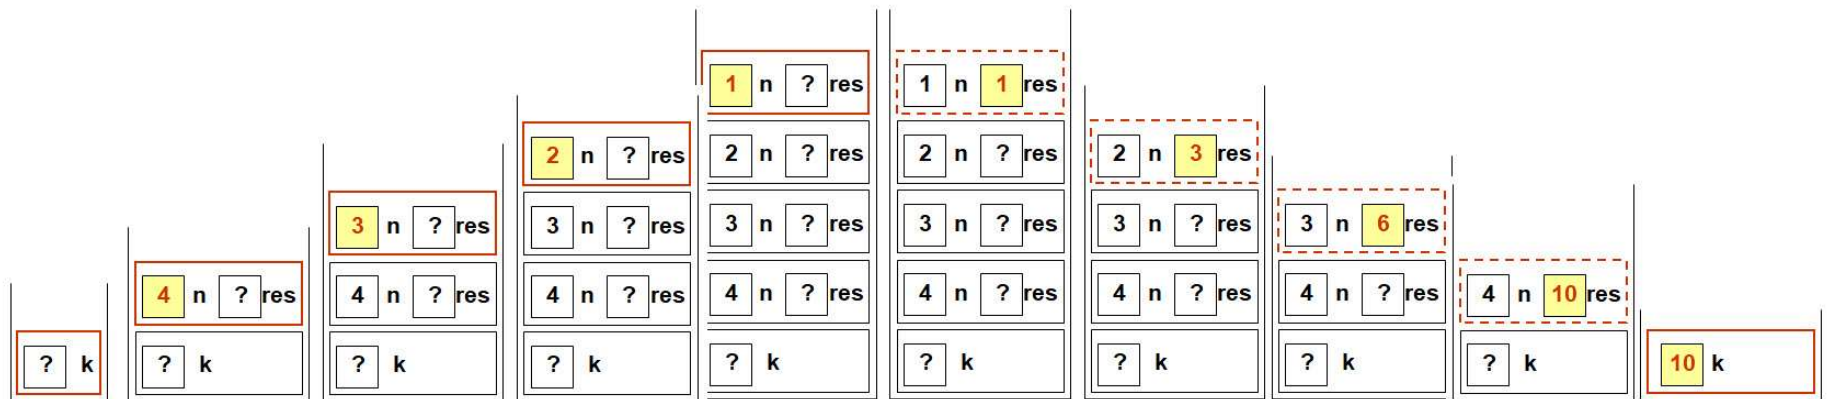 1 n ? res
1 n 1 res
2 n ? res
2 n ? res
2 n ? res
2 n 3 res
3 n ? res
3 n ? res
3 n ? res
3 n ? res
3 n ? res
3 n 6 res
4 n ? res
4 n ? res
4 n ? res
4 n ? res
4 n ? res
4 n ? res
4 n ? res
4 n 10 res
? k
? k
? k
? k
? k
? k
? k
? k
? k
10 k